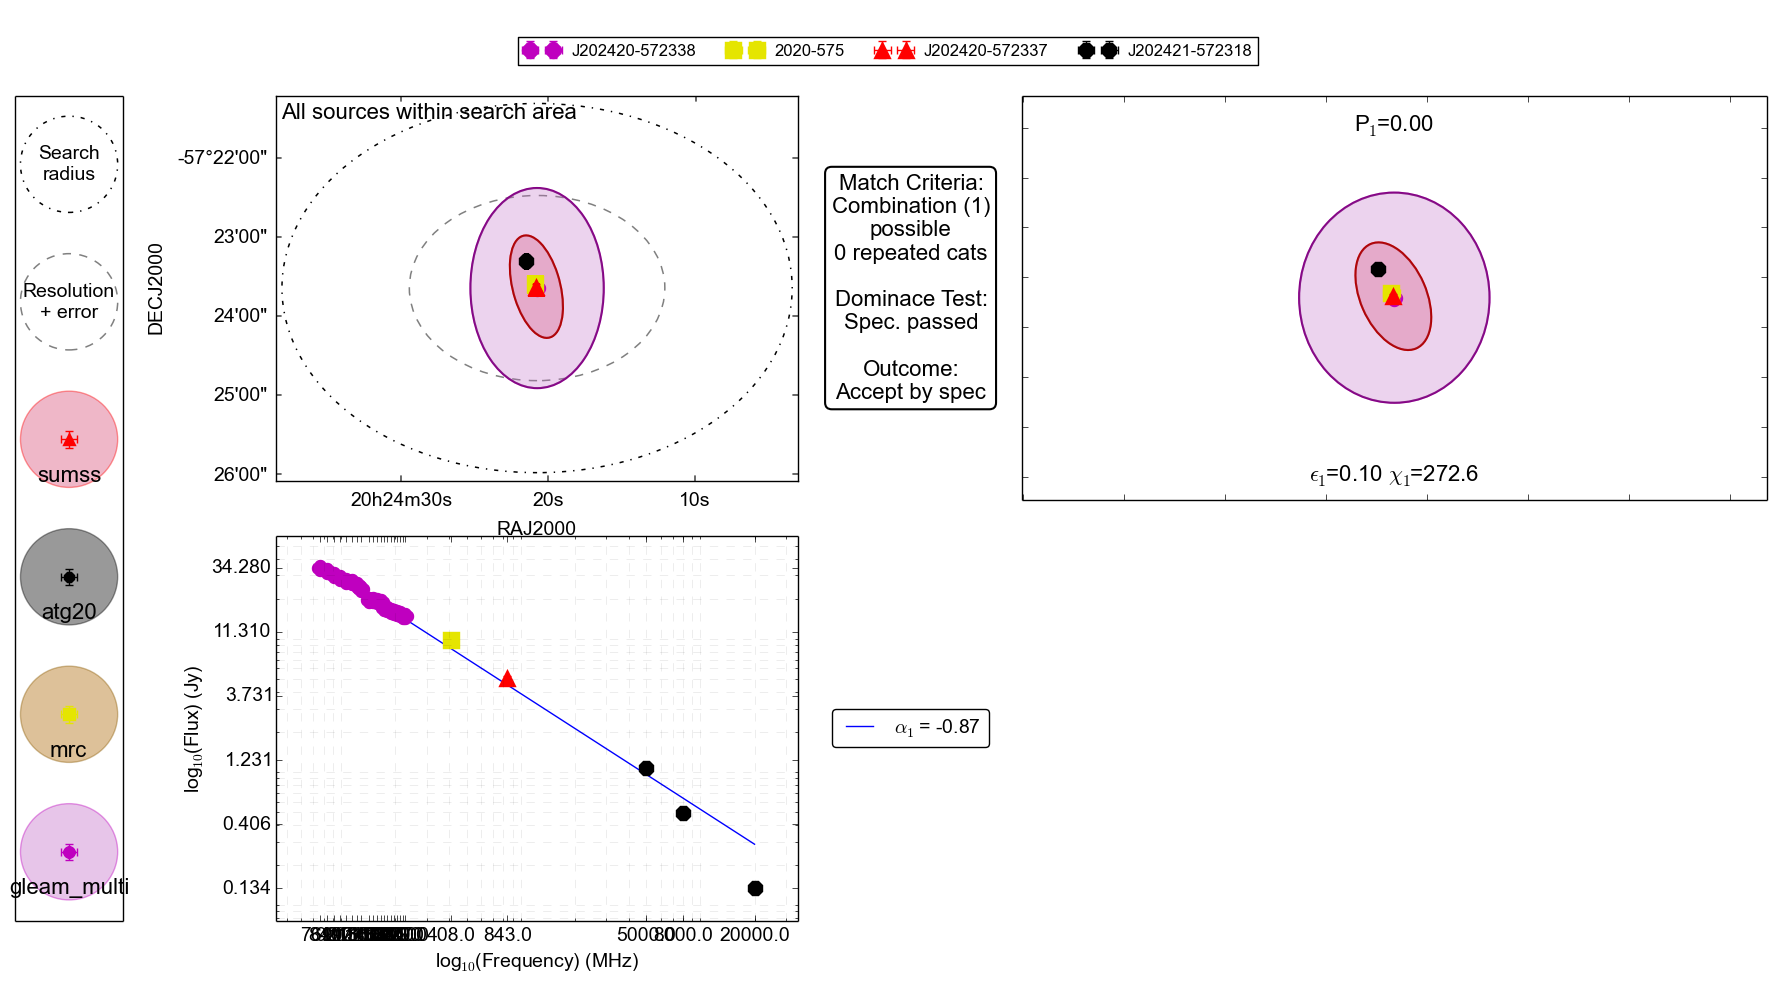 J202420-572338 2020-575 J202420-572337 J202421-572318
Search
radius
Resolution
+ error
sumss
atg20
mrc
gleam_multi
All sources within search area
DECJ2000
-57°22'00"
23'00"
24'00"
25'00"
26'00"
20h24m30s 20s 10s
RAJ2000
Match Criteria:
Combination (1)
possible
0 repeated cats
Dominace Test:
Spec. passed
Outcome:
Accept by spec
P₁=0.00
ϵ₁=0.10 χ₁=272.6
log₁₀(Flux) (Jy)
34.280
11.310
3.731
1.231
0.406
0.134
408.0 843.0 5000.0 8000.0 20000.0
log₁₀(Frequency) (MHz)
α₁ = -0.87